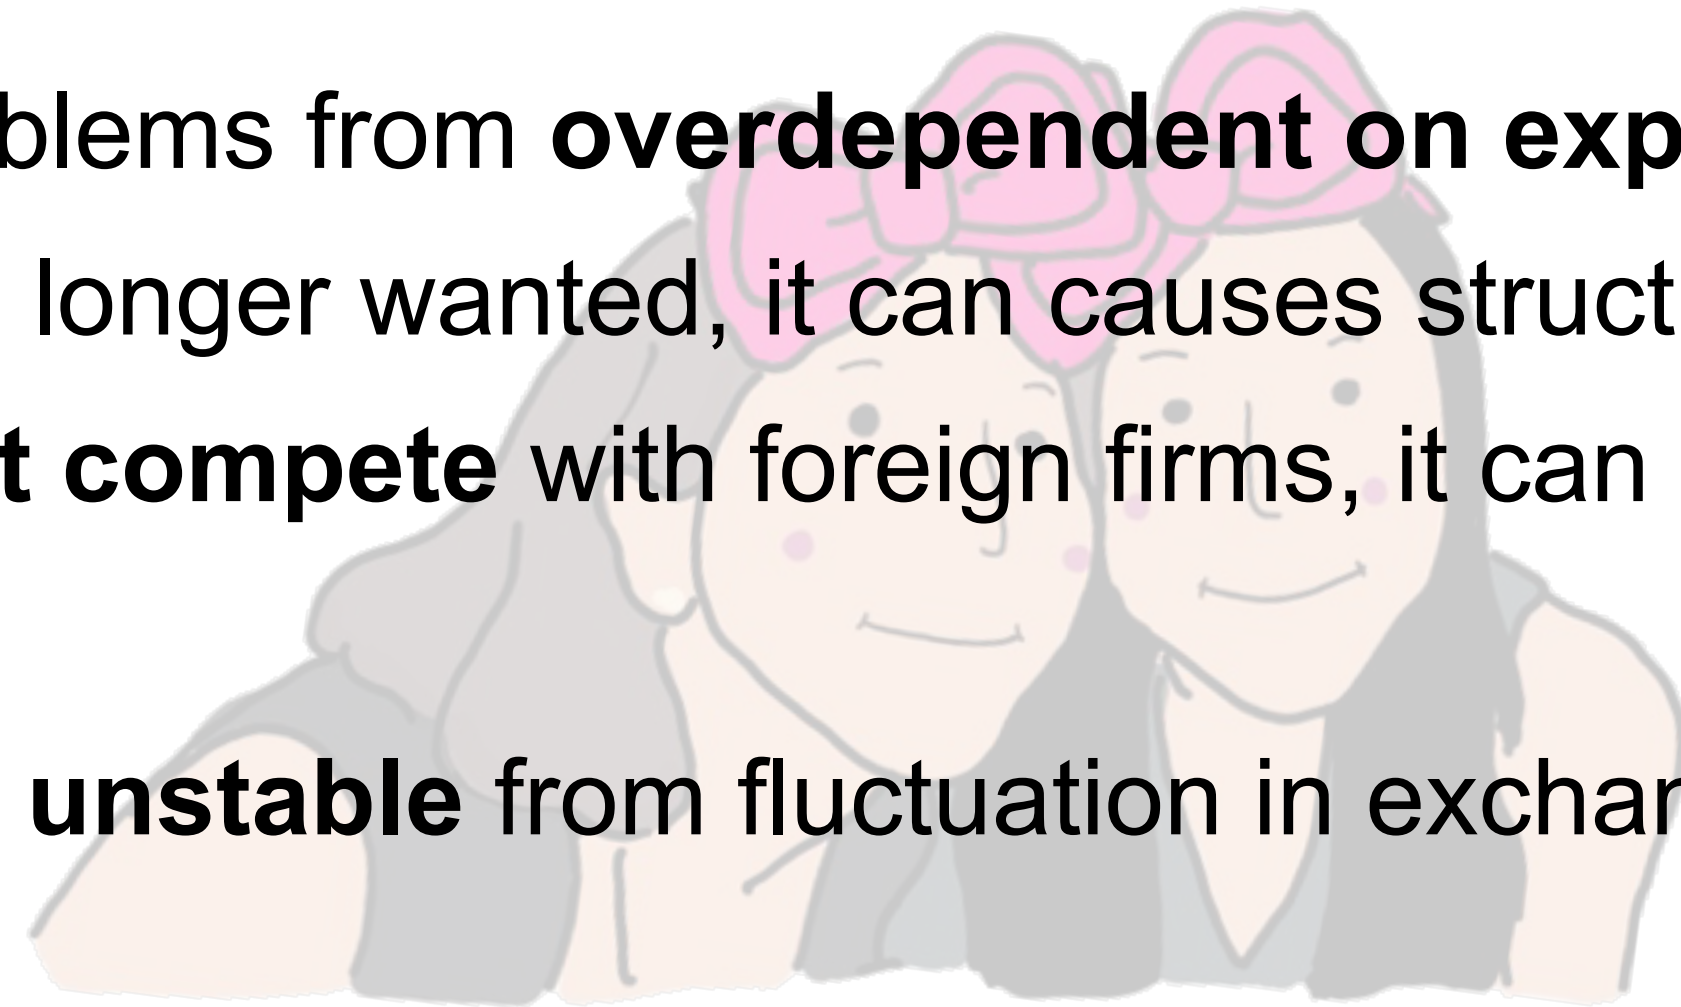 blems from overdependent on exp
longer wanted, it can causes struct
t compete with foreign firms, it can
unstable from fluctuation in exchan